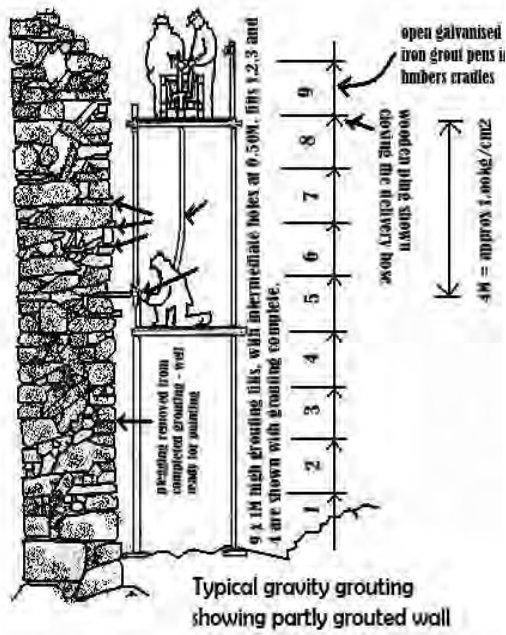 open galvanised
iron grout pens in
hmbers cradles
wooden plug shown
closing the delivery hose.
4M = approx 1.00kg/cm2
9 x 1M high grouting lifts, with intermediate holes at 0.50M. lifts 1,2,3 and
4 are shown with grouting complete.
9
8
7
6
5
4
3
2
1
plugging removed from
completed grouting - well
ready for pointing
Typical gravity grouting
showing partly grouted wall